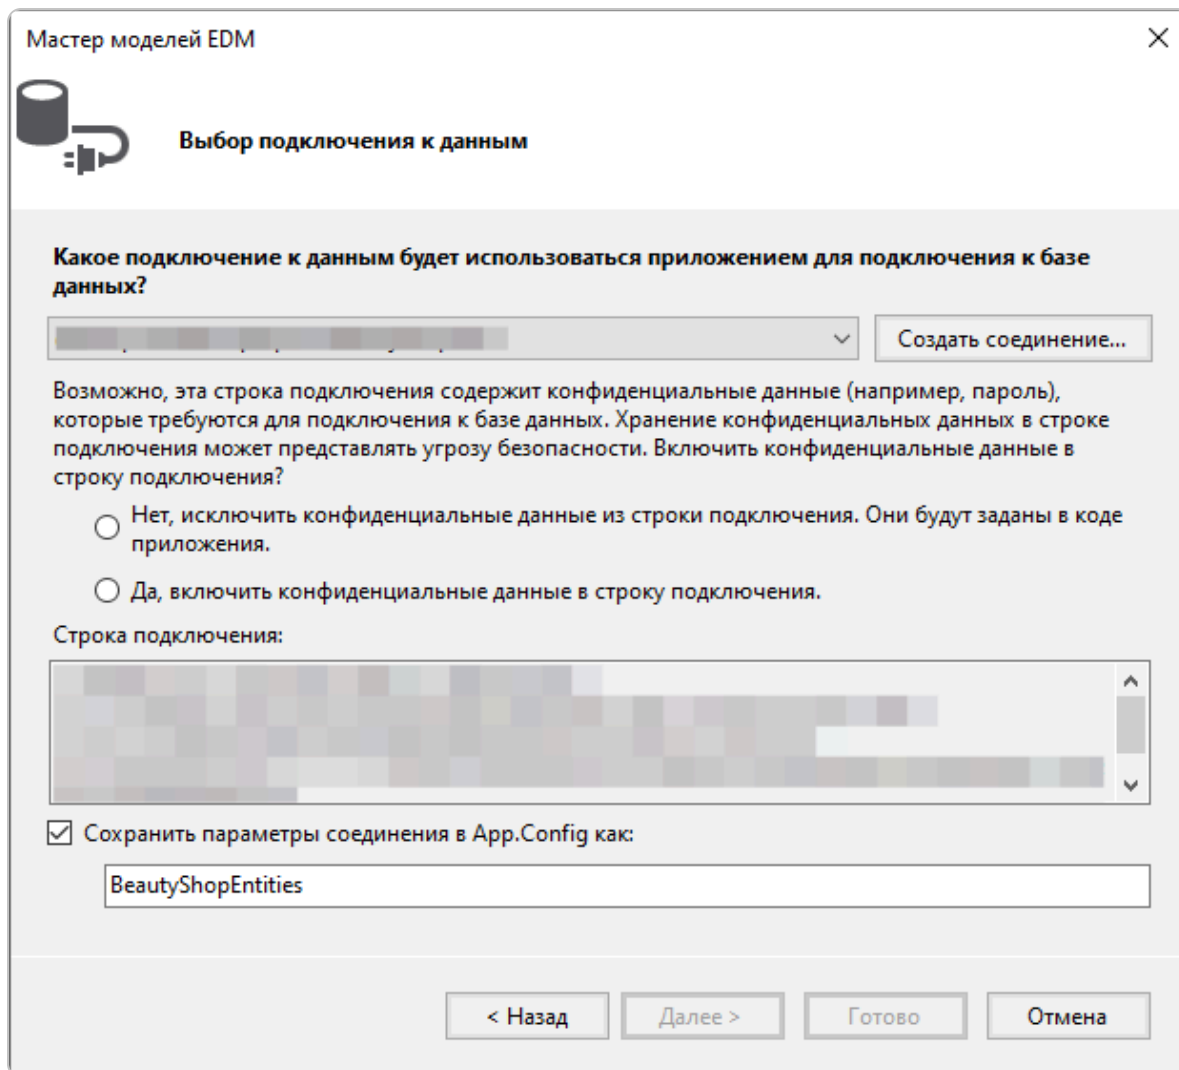 Мастер моделей EDM
Выбор подключения к данным
Какое подключение к данным будет использоваться приложением для подключения к базе
данных?
Создать соединение...
Возможно, эта строка подключения содержит конфиденциальные данные (например, пароль),
которые требуются для подключения к базе данных. Хранение конфиденциальных данных в строке
подключения может представлять угрозу безопасности. Включить конфиденциальные данные в
строку подключения?
Нет, исключить конфиденциальные данные из строки подключения. Они будут заданы в коде
приложения.
Да, включить конфиденциальные данные в строку подключения.
Строка подключения:
Сохранить параметры соединения в App.Config как:
BeautyShopEntities
< Назад
Далее >
Готово
Отмена